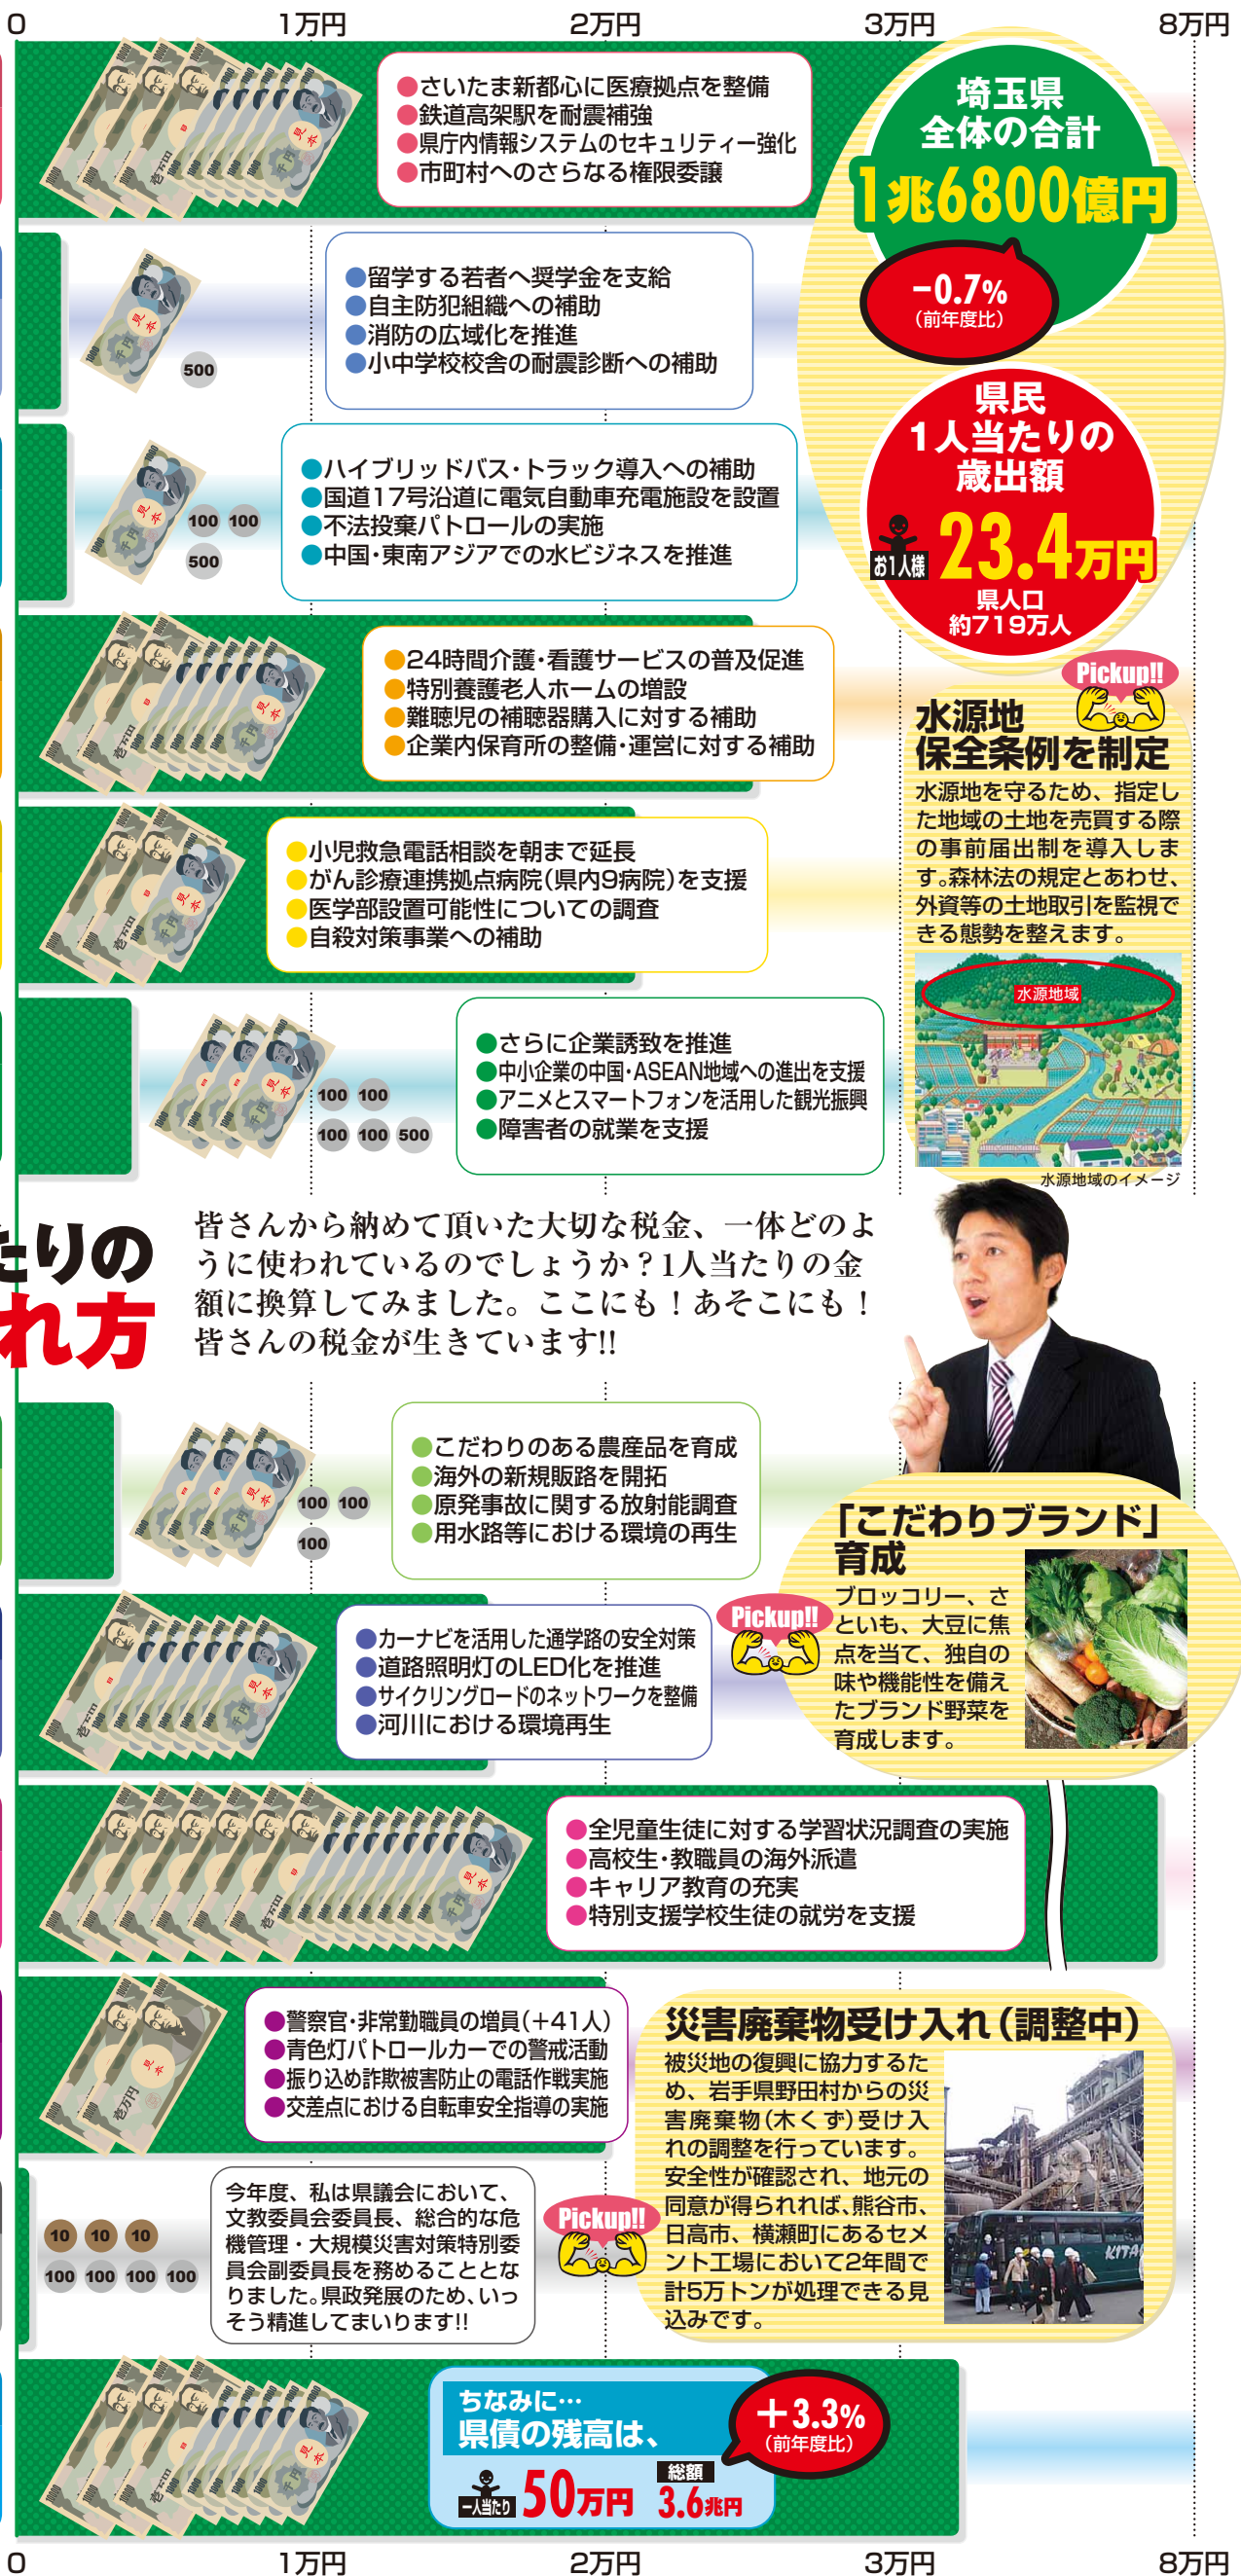 0 1万円 2万円 3万円 8万円
●さいたま新都心に医療拠点を整備
●鉄道高架駅を耐震補強
●県庁内情報システムのセキュリティー強化
●市町村へのさらなる権限委譲
埼玉県
全体の合計
1兆6800億円
−0.7%
(前年度比)
●留学する若者へ奨学金を支給
●自主防犯組織への補助
●消防の広域化を推進
●小中学校校舎の耐震診断への補助
500
県民
1人当たりの
歳出額
お1人様 23.4万円
県人口
約719万人
●ハイブリッドバス・トラック導入への補助
●国道17号沿道に電気自動車充電施設を設置
●不法投棄パトロールの実施
●中国・東南アジアでの水ビジネスを推進
100 100
500
●24時間介護・看護サービスの普及促進
●特別養護老人ホームの増設
●難聴児の補聴器購入に対する補助
●企業内保育所の整備・運営に対する補助
Pickup!!
水源地
保全条例を制定
水源地を守るため、指定し
た地域の土地を売買する際
の事前届出制を導入しま
す。森林法の規定とあわせ、
外資等の土地取引を監視で
きる態勢を整えます。
水源地域
水源地域のイメージ
●小児救急電話相談を朝まで延長
●がん診療連携拠点病院(県内9病院)を支援
●医学部設置可能性についての調査
●自殺対策事業への補助
●さらに企業誘致を推進
●中小企業の中国・ASEAN地域への進出を支援
●アニメとスマートフォンを活用した観光振興
●障害者の就業を支援
100 100
100 100 500
たりの
れ方
皆さんから納めて頂いた大切な税金、一体どのよ
うに使われているのでしょうか?1人当たりの金
額に換算してみました。ここにも!あそこにも!
皆さんの税金が生きています!!
●こだわりのある農産品を育成
●海外の新規販路を開拓
●原発事故に関する放射能調査
●用水路等における環境の再生
100 100
100
「こだわりブランド」
育成
ブロッコリー、さ
といも、大豆に焦
点を当て、独自の
味や機能性を備え
たブランド野菜を
育成します。
Pickup!!
●カーナビを活用した通学路の安全対策
●道路照明灯のLED化を推進
●サイクリングロードのネットワークを整備
●河川における環境再生
●全児童生徒に対する学習状況調査の実施
●高校生・教職員の海外派遣
●キャリア教育の充実
●特別支援学校生徒の就労を支援
●警察官・非常勤職員の増員(+41人)
●青色灯パトロールカーでの警戒活動
●振り込め詐欺被害防止の電話作戦実施
●交差点における自転車安全指導の実施
災害廃棄物受け入れ(調整中)
被災地の復興に協力するた
め、岩手県野田村からの災
害廃棄物(木くず)受け入
れの調整を行っています。
安全性が確認され、地元の
同意が得られれば、熊谷市、
日高市、横瀬町にあるセメ
ント工場において2年間で
計5万トンが処理できる見
込みです。
Pickup!!
10 10 10
100 100 100 100
今年度、私は県議会において、
文教委員会委員長、総合的な危
機管理・大規模災害対策特別委
員会副委員長を務めることとな
りました。県政発展のため、いっ
そう精進してまいります!!
ちなみに…
県債の残高は、
一人当たり 50万円
総額
3.6兆円
+3.3%
(前年度比)
0 1万円 2万円 3万円 8万円